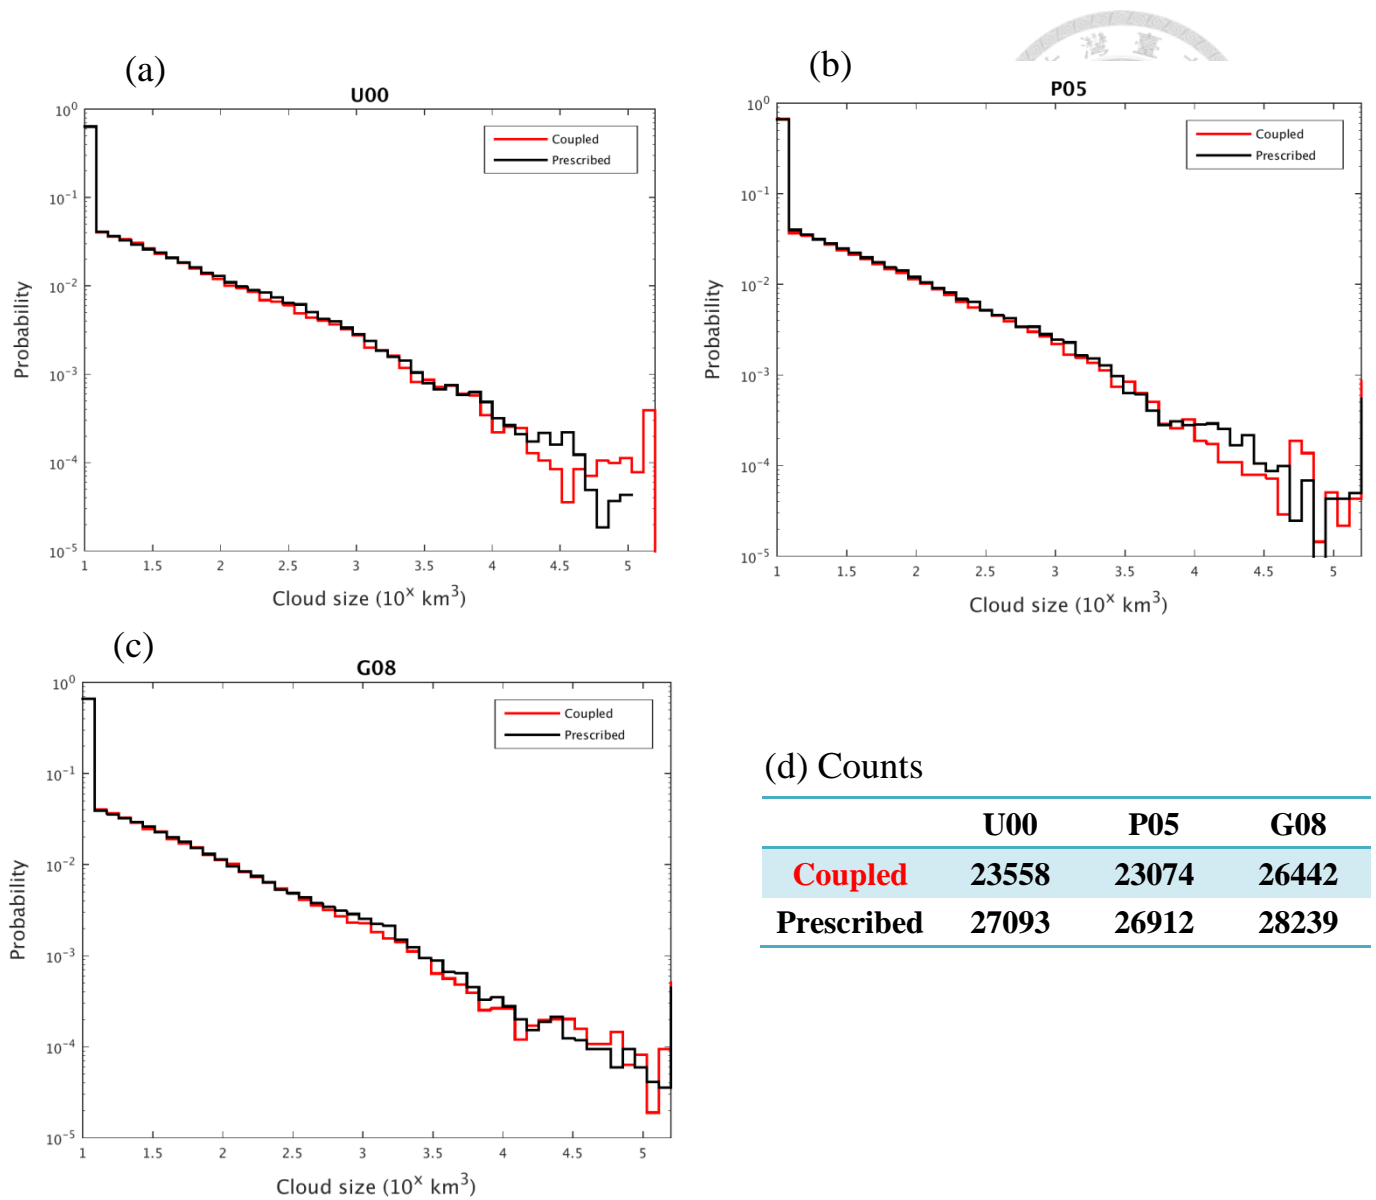 (a)
U00
Coupled
Prescribed
10^0
10^-1
10^-2
10^-3
10^-4
10^-5
Probability
1 1.5 2 2.5 3 3.5 4 4.5 5
Cloud size (10^x km^3)
灣 臺
(b)
P05
Coupled
Prescribed
10^0
10^-1
10^-2
10^-3
10^-4
10^-5
Probability
1 1.5 2 2.5 3 3.5 4 4.5 5
Cloud size (10^x km^3)
(c)
G08
Coupled
Prescribed
10^0
10^-1
10^-2
10^-3
10^-4
10^-5
Probability
1 1.5 2 2.5 3 3.5 4 4.5 5
Cloud size (10^x km^3)
(d) Counts
U00 P05 G08
Coupled 23558 23074 26442
Prescribed 27093 26912 28239